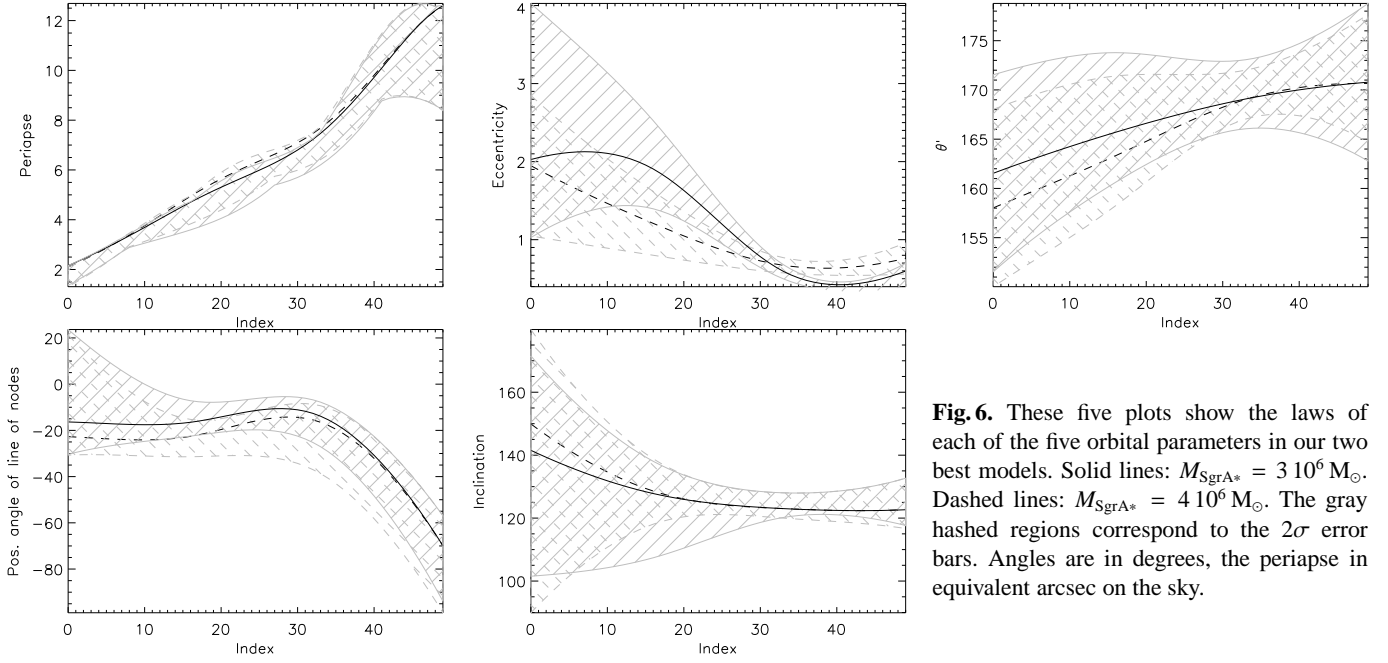 12
10
8
6
4
2
Periapse
0 10 20 30 40
Index
4
3
2
1
Eccentricity
0 10 20 30 40
Index
175
170
165
160
155
θ'
0 10 20 30 40
Index
20
0
−20
−40
−60
−80
Pos. angle of line of nodes
0 10 20 30 40
Index
160
140
120
100
Inclination
0 10 20 30 40
Index
Fig. 6. These five plots show the laws of
each of the five orbital parameters in our two
best models. Solid lines: M_SgrA* = 3 10^6 M_⊙.
Dashed lines: M_SgrA* = 4 10^6 M_⊙. The gray
hashed regions correspond to the 2σ error
bars. Angles are in degrees, the periapse in
equivalent arcsec on the sky.